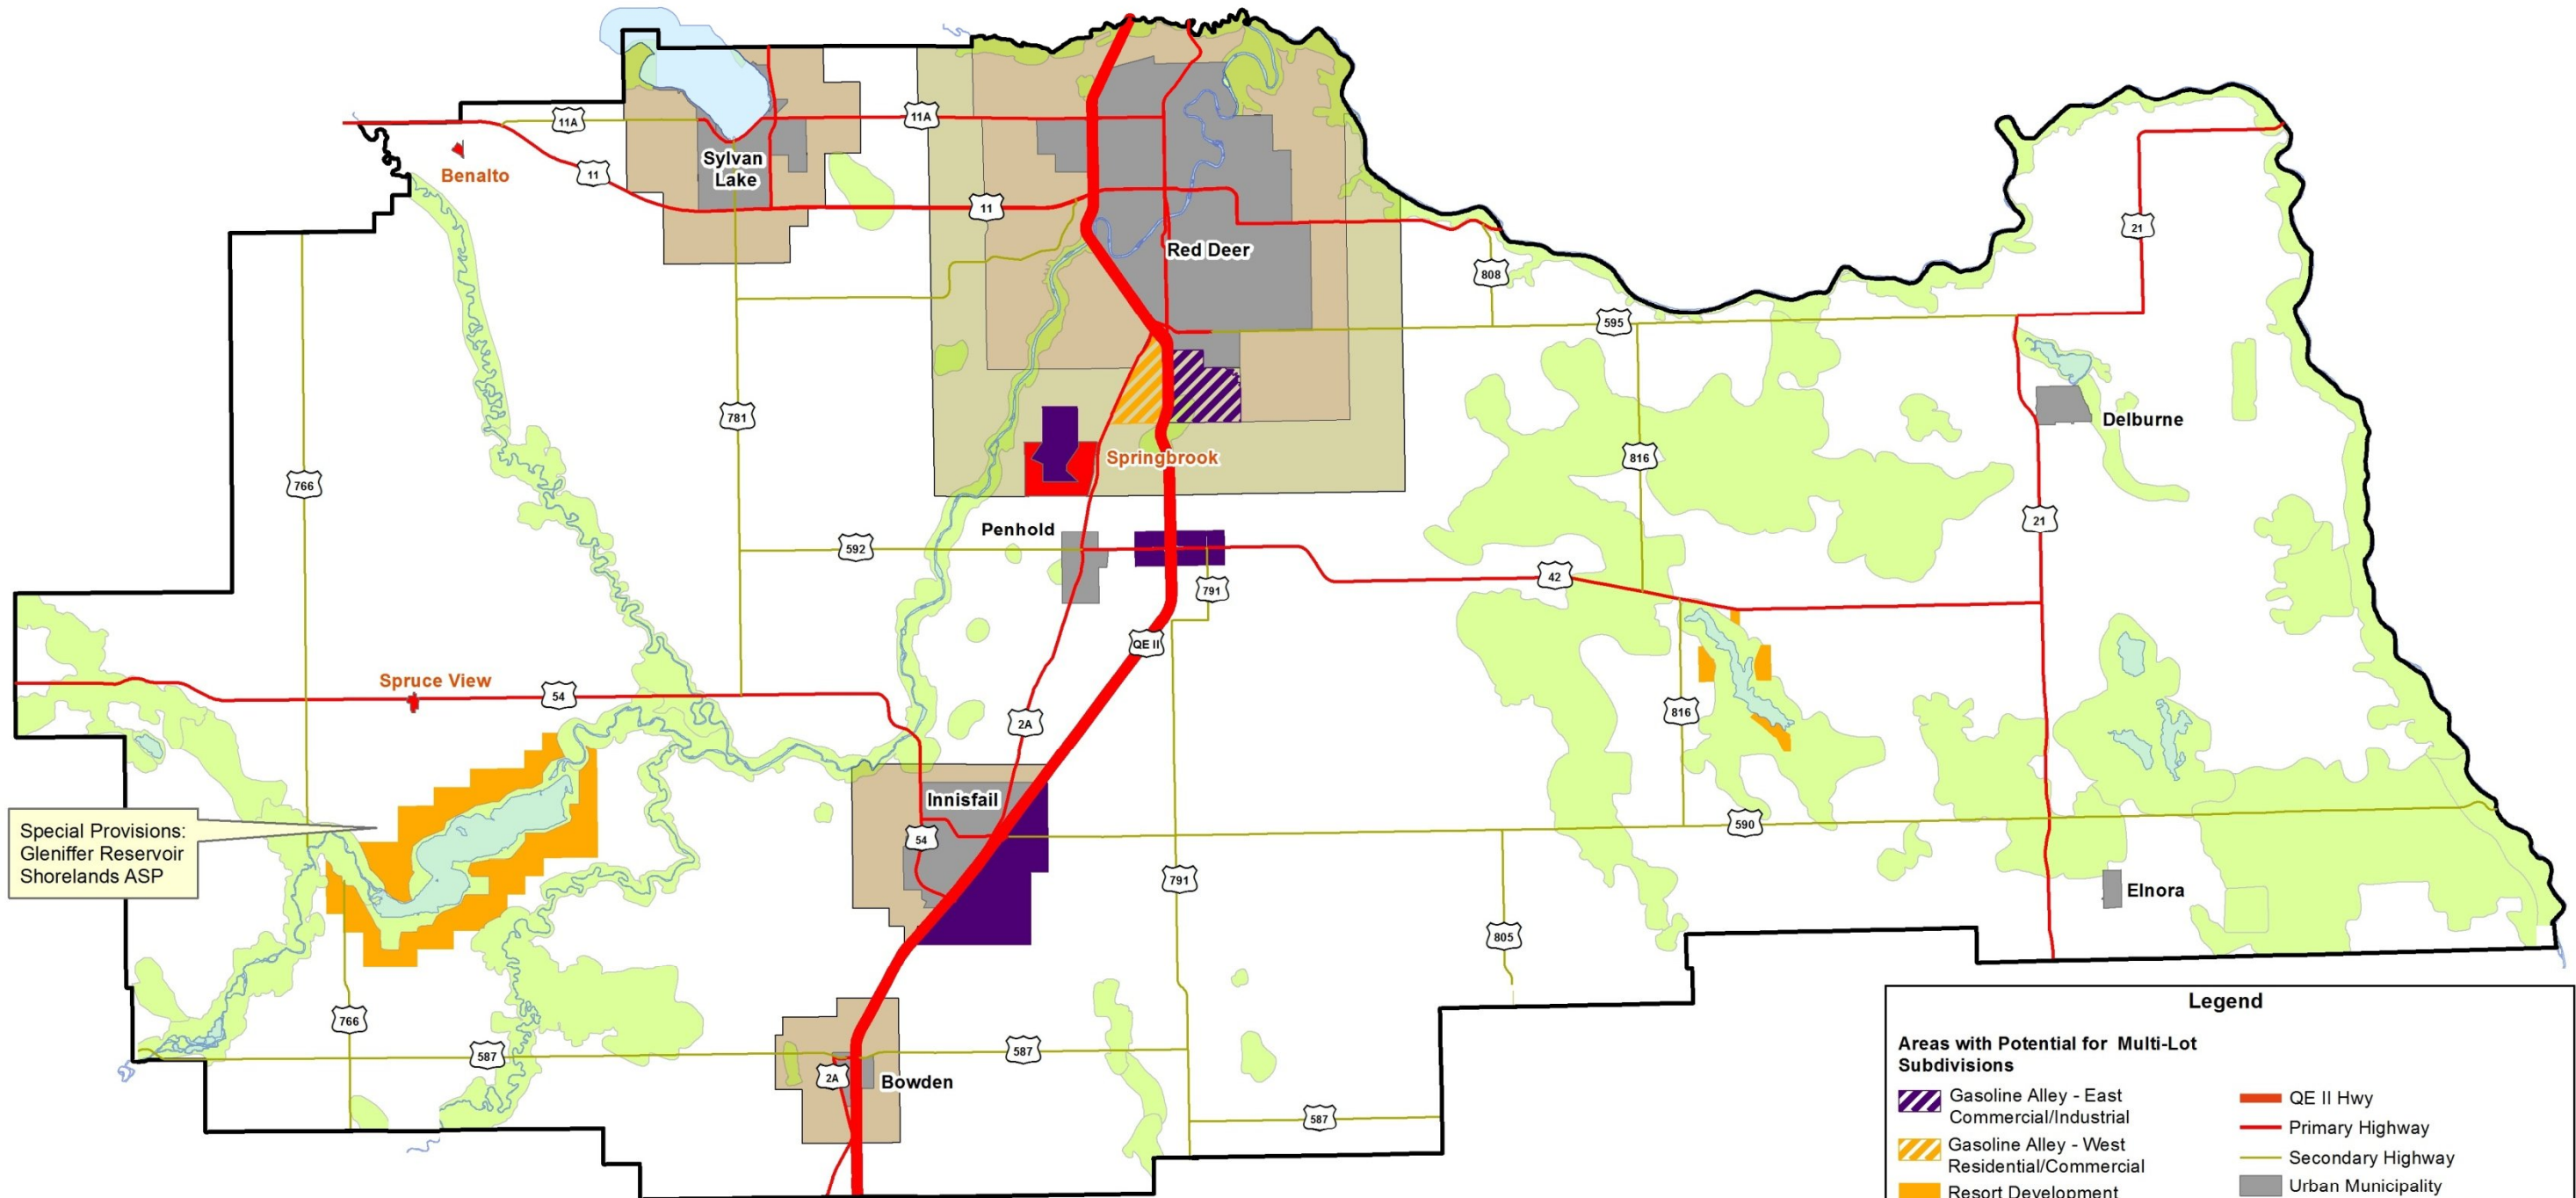 11A
11A
Benalto
11
Sylvan
Lake
11
Red Deer
808
21
595
781
Delburne
766
Springbrook
816
21
Penhold
592
42
791
QE II
Spruce View
54
2A
816
Special Provisions:
Gleniffer Reservoir
Shorelands ASP
Innisfail
54
590
791
Elnora
805
766
587
587
2A
Bowden
587
Legend
Areas with Potential for Multi-Lot
Subdivisions
Gasoline Alley - East
Commercial/Industrial
Gasoline Alley - West
Residential/Commercial
Resort Development
QE II Hwy
Primary Highway
Secondary Highway
Urban Municipality